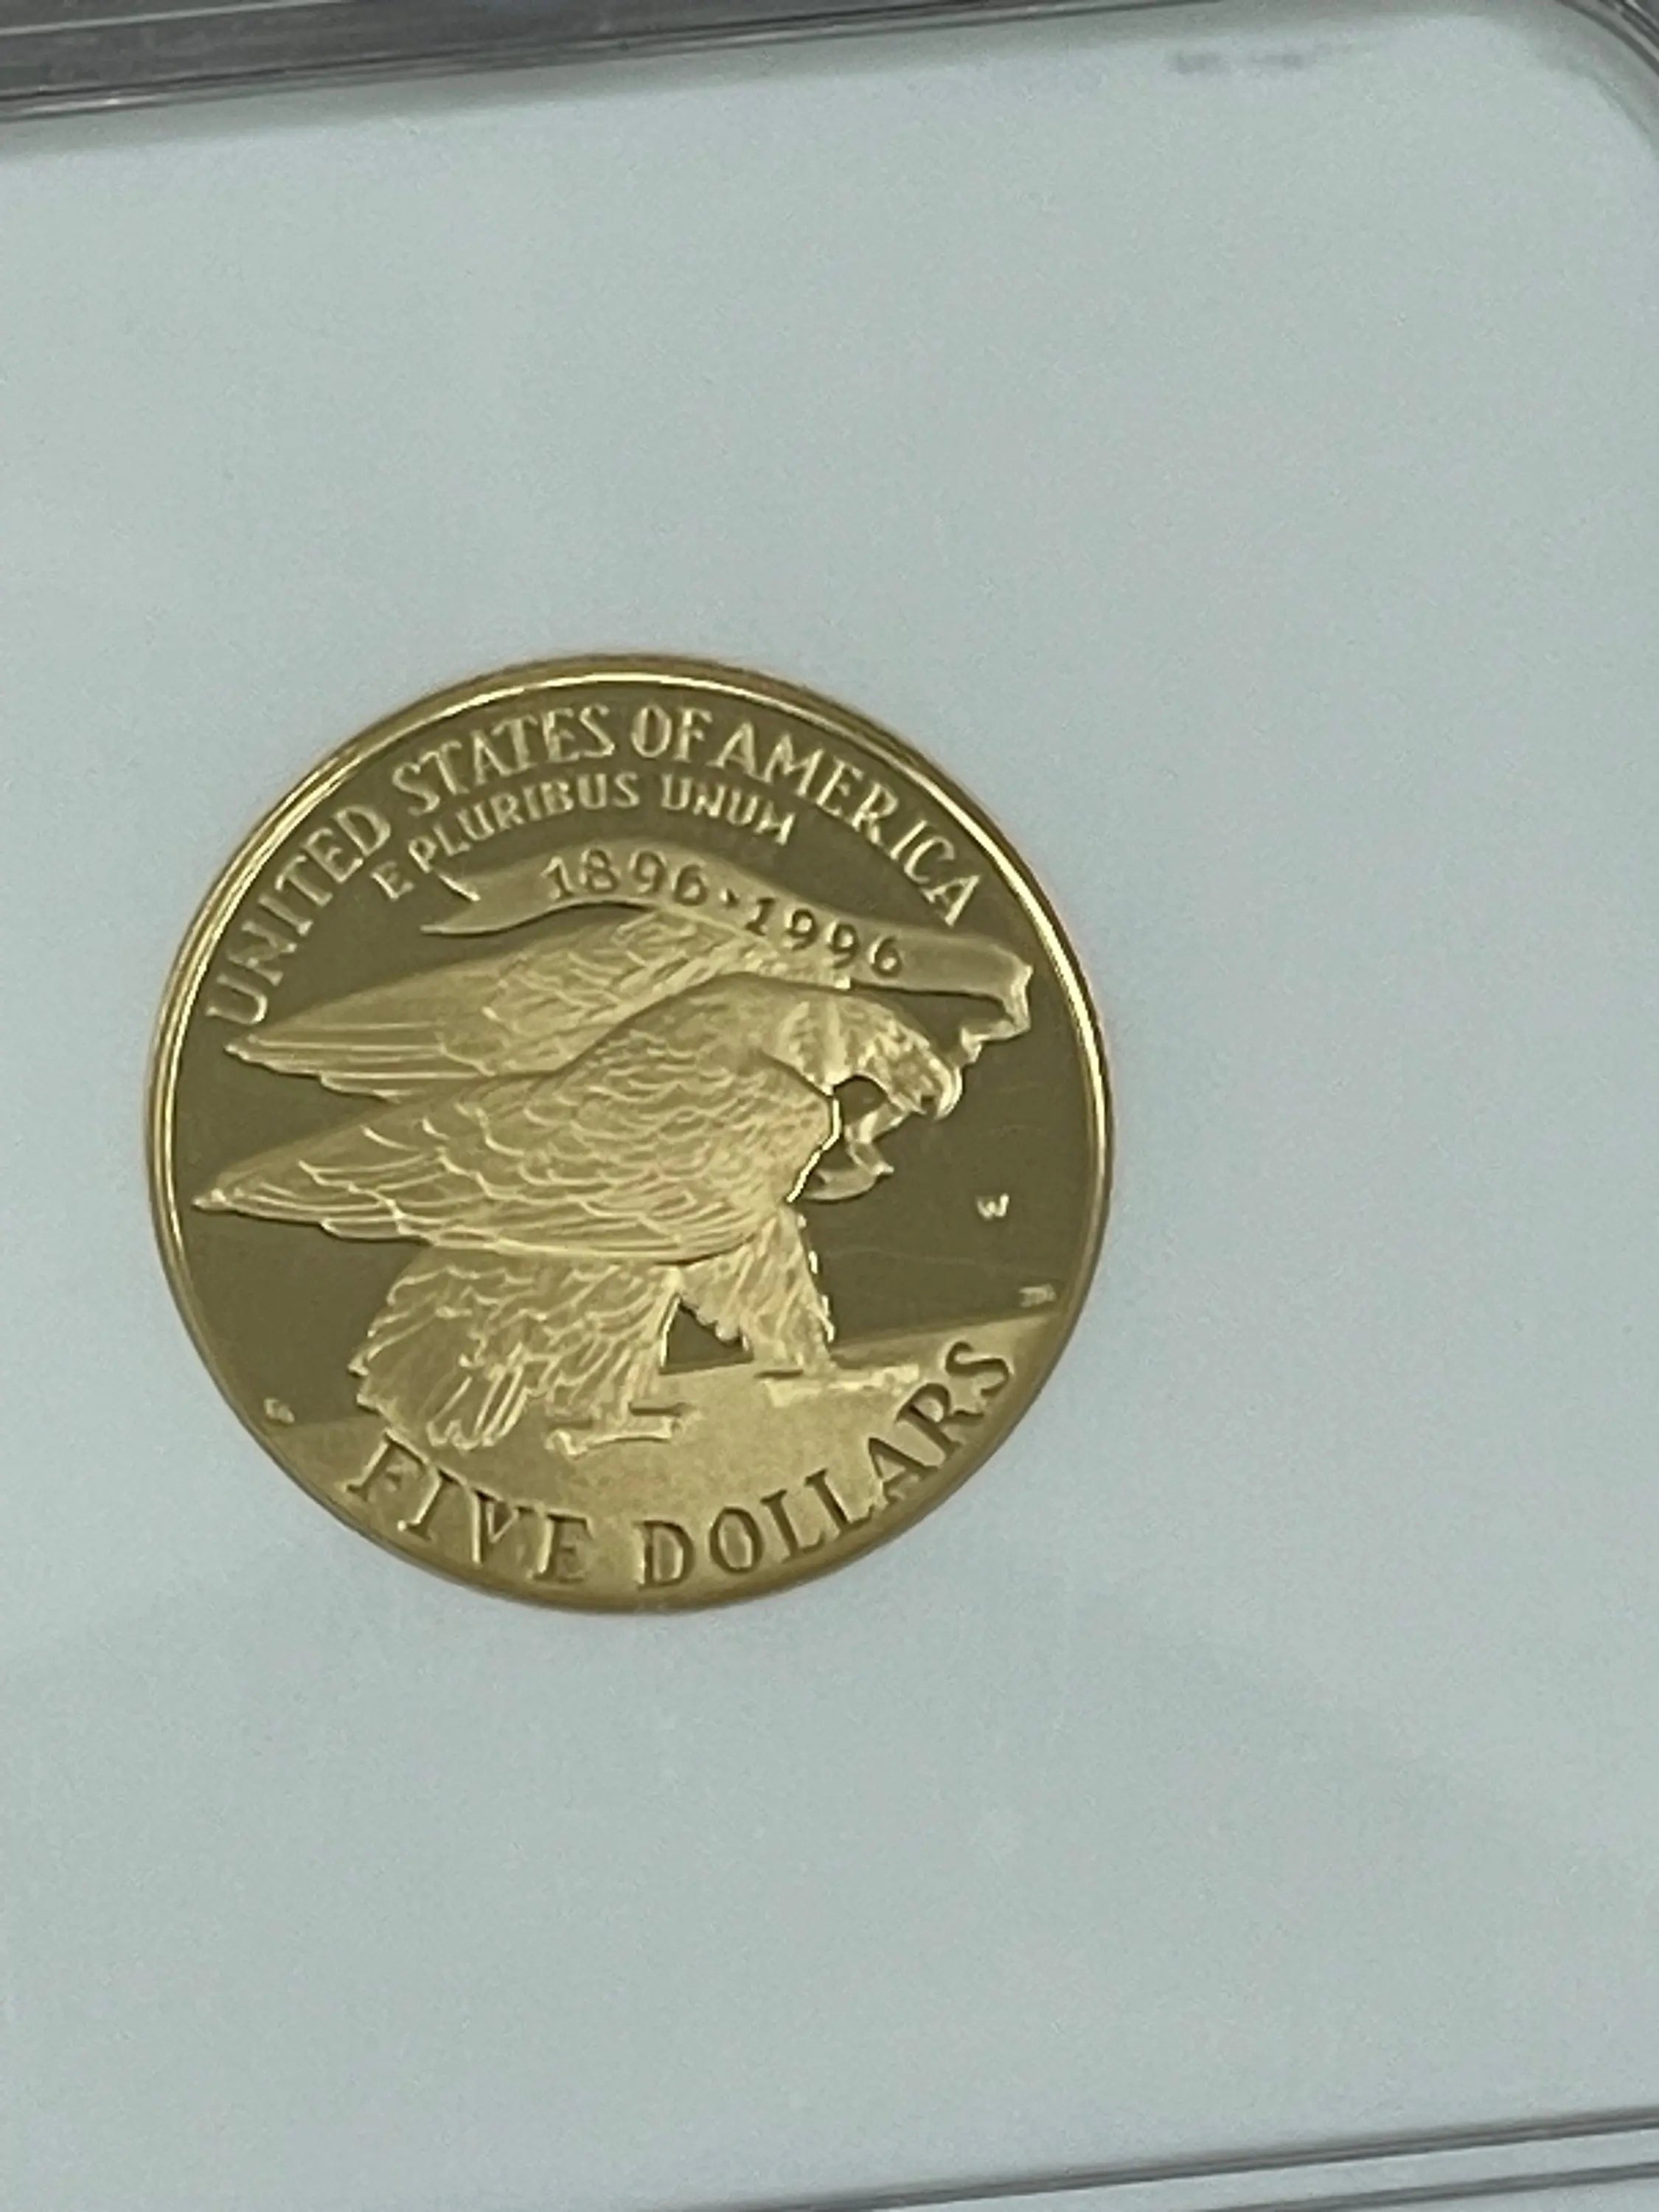 UNITED STATES OF AMERICA
E PLURIBUS UNUM
1896·1996
W
FIVE DOLLARS